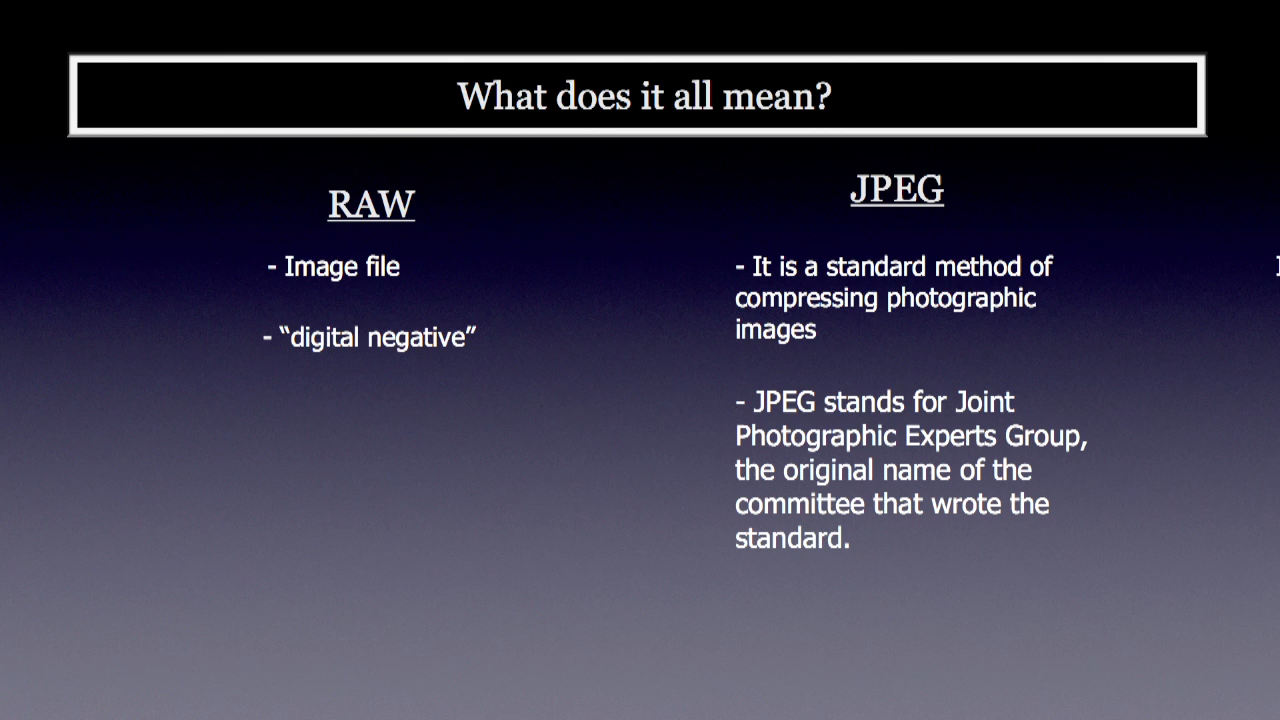 What does it all mean?
RAW
- Image file
- “digital negative”
JPEG
- It is a standard method of
compressing photographic
images
- JPEG stands for Joint
Photographic Experts Group,
the original name of the
committee that wrote the
standard.